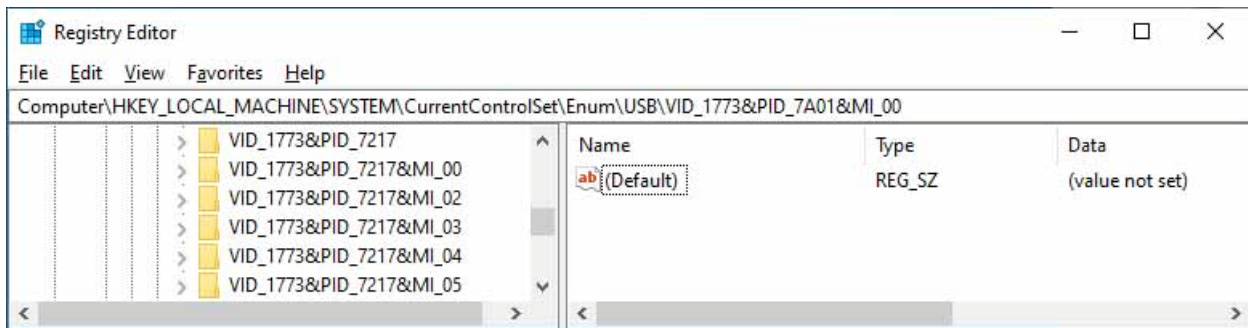 Registry Editor
File Edit View Favorites Help
Computer\HKEY_LOCAL_MACHINE\SYSTEM\CurrentControlSet\Enum\USB\VID_1773&PID_7A01&MI_00
VID_1773&PID_7217
VID_1773&PID_7217&MI_00
VID_1773&PID_7217&MI_02
VID_1773&PID_7217&MI_03
VID_1773&PID_7217&MI_04
VID_1773&PID_7217&MI_05
Name Type Data
ab (Default) REG_SZ (value not set)